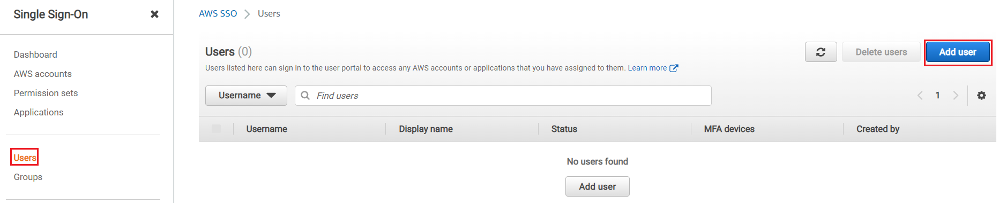 Single Sign-On
Dashboard
AWS accounts
Permission sets
Applications
Users
Groups
AWS SSO > Users
Users (0)
Delete users
Add user
Users listed here can sign in to the user portal to access any AWS accounts or applications that you have assigned to them. Learn more
Username
Find users
1
Username Display name Status MFA devices Created by
No users found
Add user